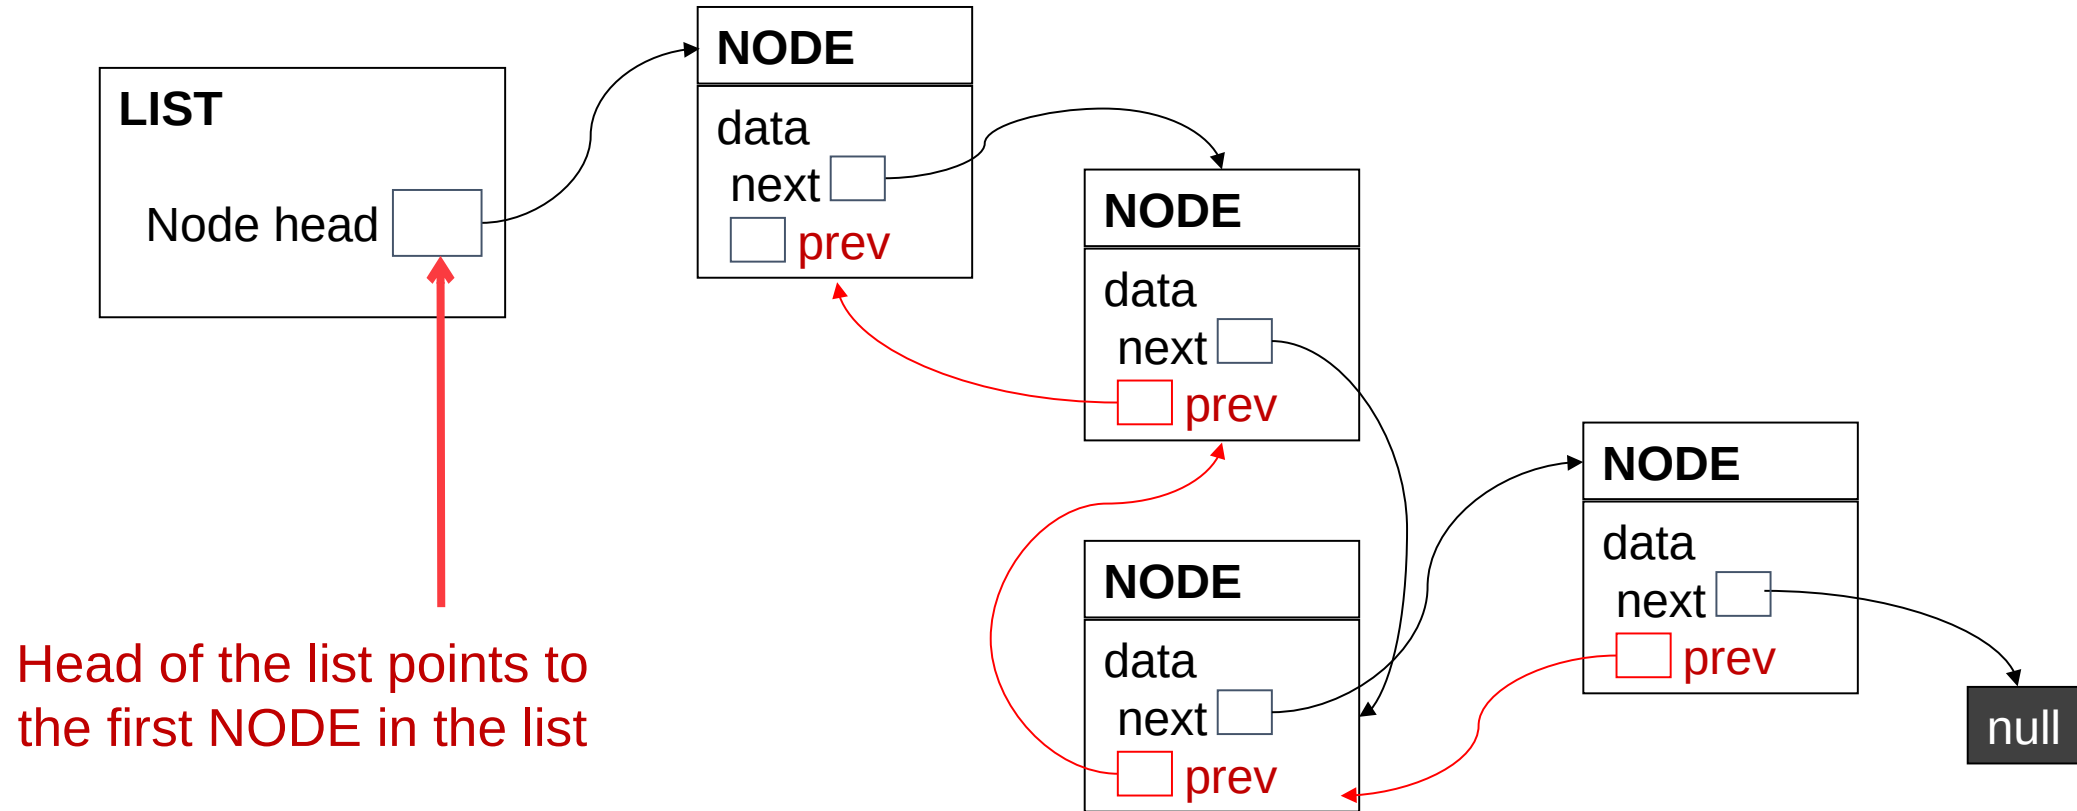 LIST
Node head
Head of the list points to
the first NODE in the list
NODE
data
next
prev
NODE
data
next
prev
NODE
data
next
prev
NODE
data
next
prev
null